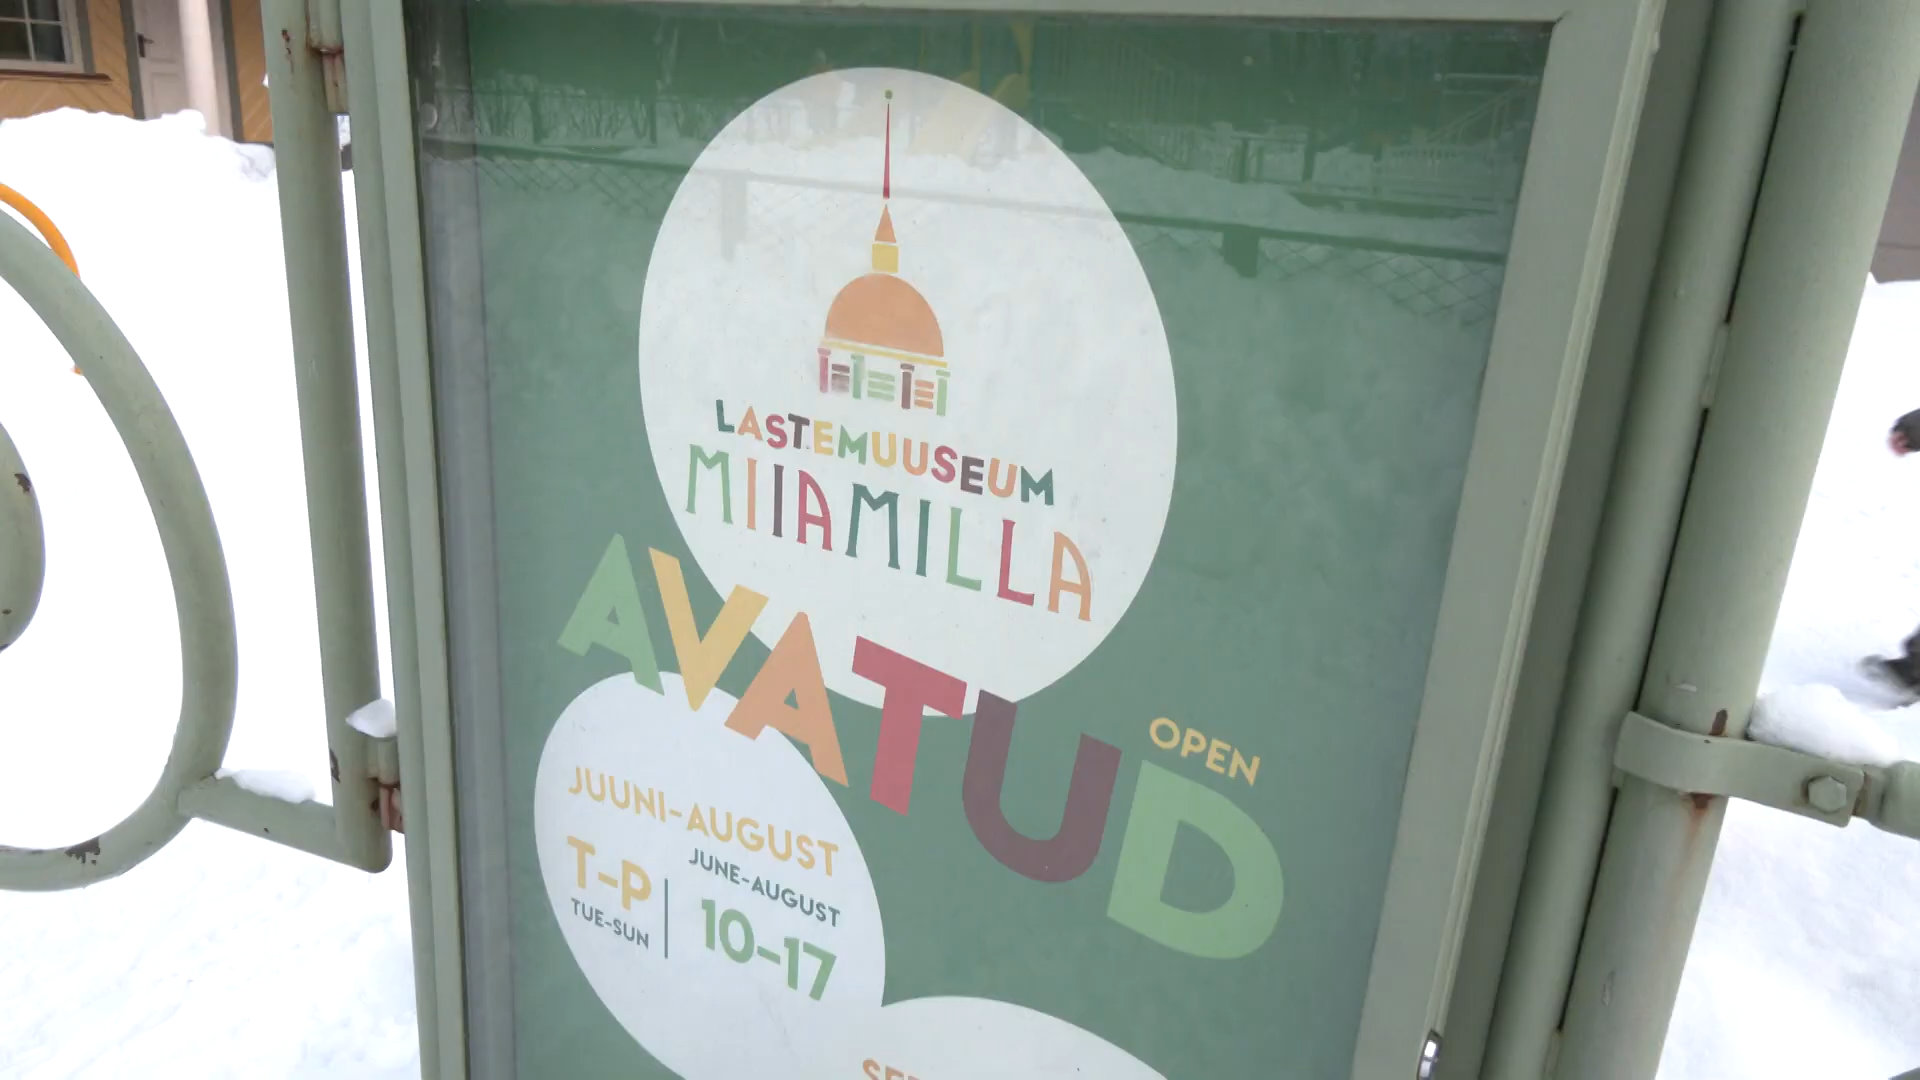 LASTEMUUSEUM
MIIAMILLA
AVATUD
OPEN
JUUNI-AUGUST
JUNE-AUGUST
T-P
TUE-SUN
10-17